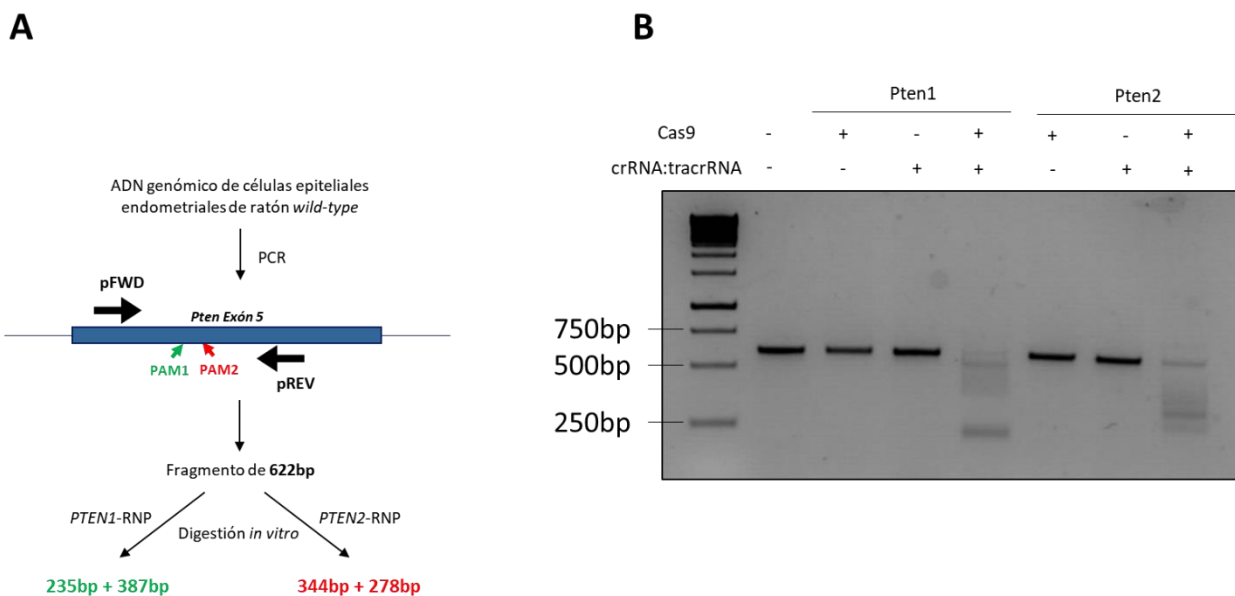 A
ADN genómico de células epiteliales
endometriales de ratón wild-type
PCR
pFWD
Pten Exón 5
PAM1
PAM2
pREV
Fragmento de 622bp
PTEN1-RNP
PTEN2-RNP
Digestión in vitro
235bp + 387bp
344bp + 278bp
B
Pten1
Pten2
Cas9 - + - + + - +
crRNA:tracrRNA - - + + - + +
750bp
500bp
250bp